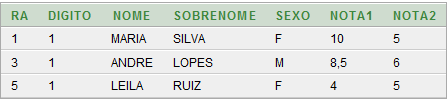 RA DIGITO NOME SOBRENOME SEXO NOTA1 NOTA2
1 1 MARIA SILVA F 10 5
3 1 ANDRE LOPES M 8,5 6
5 1 LEILA RUIZ F 4 5